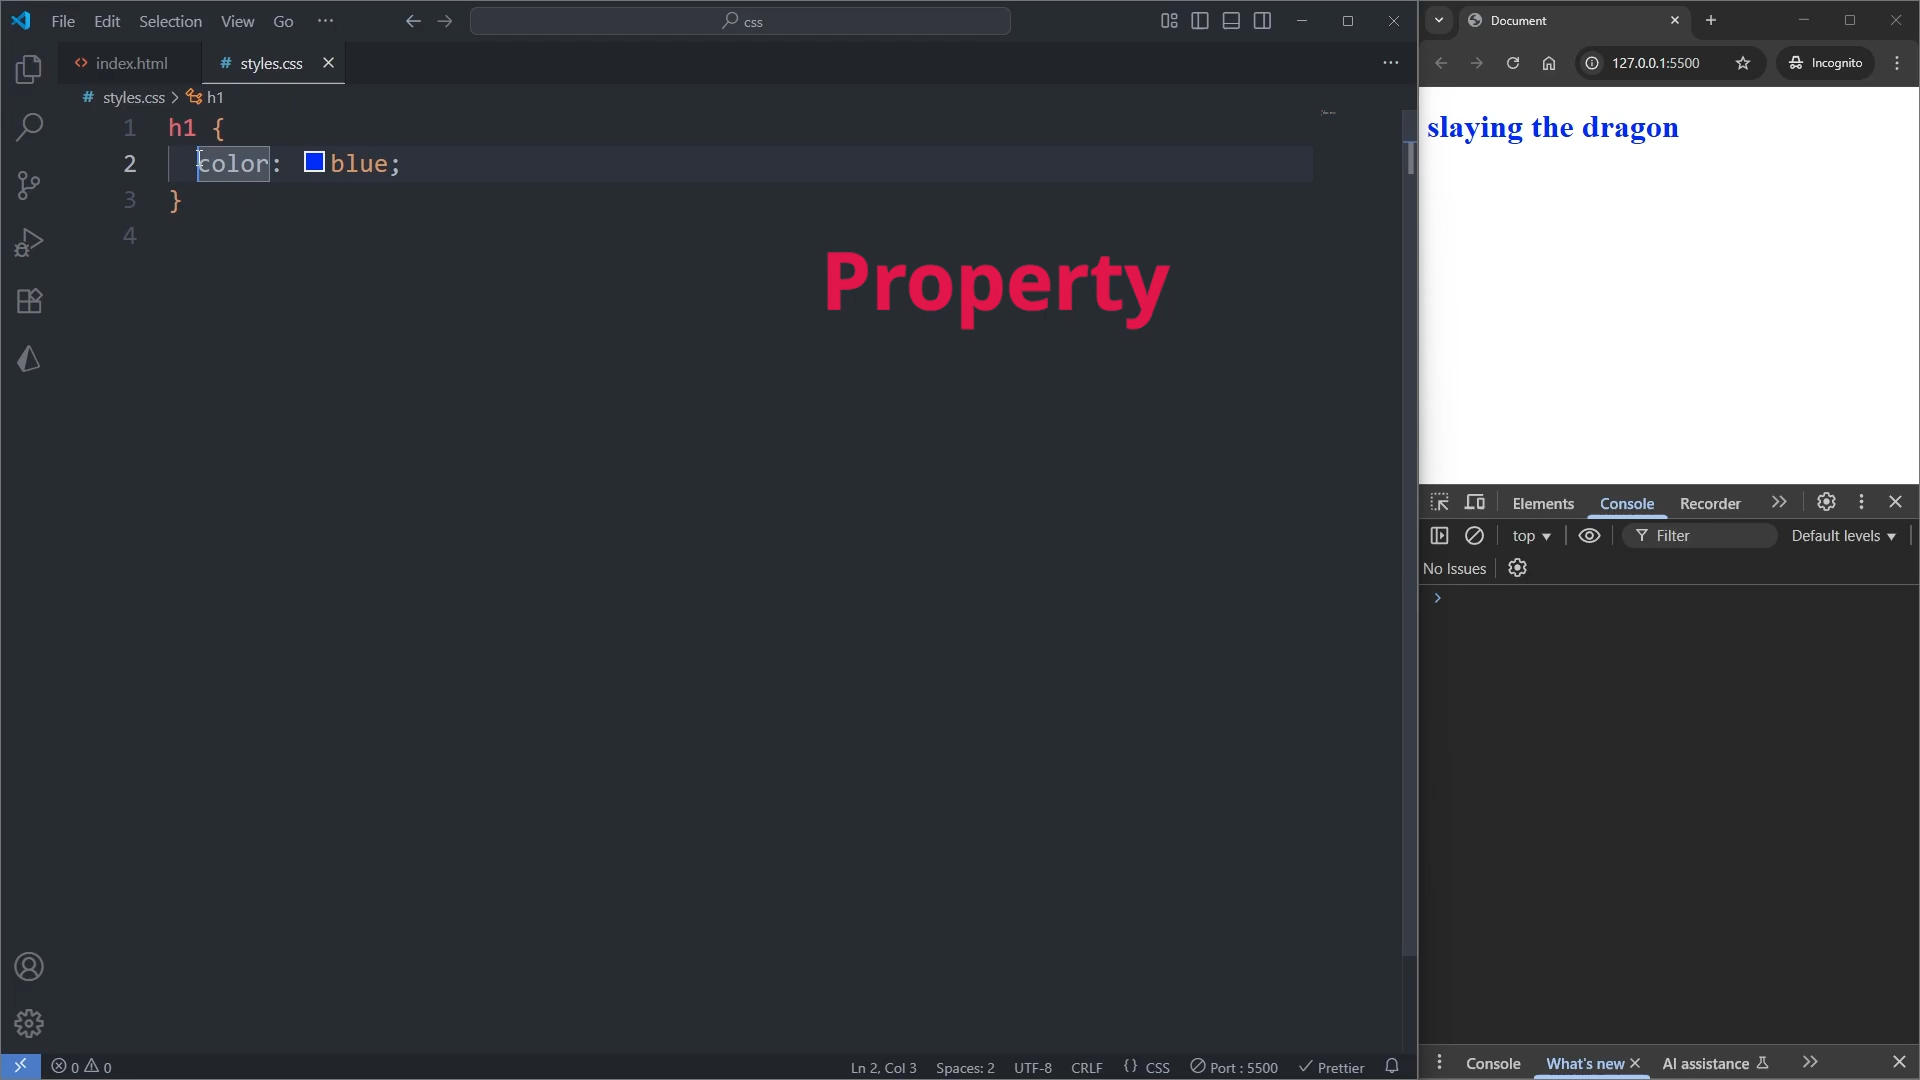 File Edit Selection View Go ··· css
index.html styles.css
styles.css > h1
1 h1 {
2 color: blue;
3 }
4
Property
Ln 2, Col 3 Spaces: 2 UTF-8 CRLF {} CSS Port : 5500 Prettier
0 0
Document
127.0.0.1:5500 Incognito
slaying the dragon
Elements Console Recorder
top Filter Default levels
No Issues
Console What's new AI assistance